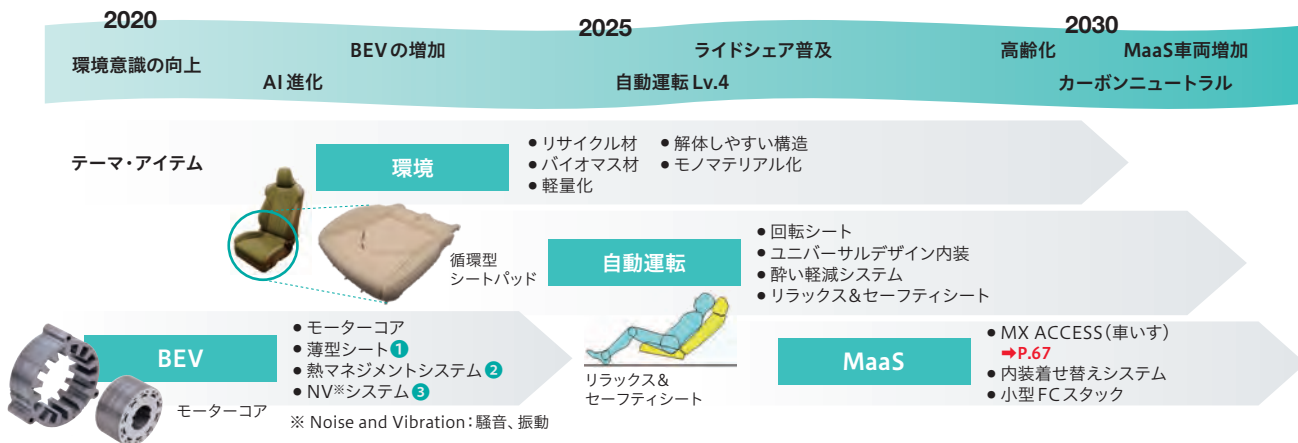 2020
2025
2030
環境意識の向上
AI 進化
BEVの増加
自動運転 Lv.4
ライドシェア普及
高齢化
MaaS車両増加
カーボンニュートラル
テーマ・アイテム
環境
● リサイクル材
● バイオマス材
● 軽量化
● 解体しやすい構造
● モノマテリアル化
循環型
シートパッド
自動運転
● 回転シート
● ユニバーサルデザイン内装
● 酔い軽減システム
● リラックス&セーフティシート
リラックス&
セーフティシート
BEV
● モーターコア
● 薄型シート❶
● 熱マネジメントシステム❷
● NV※システム❸
モーターコア
※ Noise and Vibration：騒音、振動
MaaS
● MX ACCESS（車いす）
➡P.67
● 内装着せ替えシステム
● 小型FCスタック